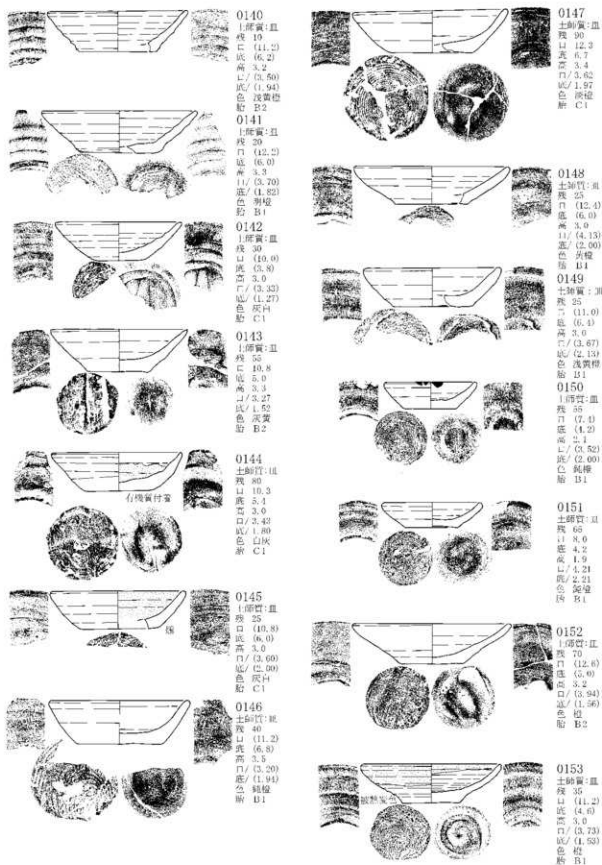 0140
土師質:皿
残 10
口 (11.2)
底 (6.2)
高 3.2
口/ (3.50)
底/ (1.94)
色 浅黄橙
胎 B2
0141
土師質:皿
残 20
口 (12.2)
底 (6.0)
高 3.3
口/ (3.70)
底/ (1.82)
色 明橙
胎 B1
0142
土師質:皿
残 30
口 (10.0)
底 (3.8)
高 3.0
口/ (3.33)
底/ (1.27)
色 灰白
胎 C1
0143
土師質:皿
残 55
口 10.8
底 5.0
高 3.3
口/ 3.27
底/ 1.52
色 灰黄
胎 B2
0144
土師質:皿
残 80
口 10.3
底 5.4
高 3.0
口/ 3.43
底/ 1.80
色 白灰
胎 C1
有機質付着
0145
土師質:皿
残 25
口 (10.8)
底 (6.0)
高 3.0
口/ (3.60)
底/ (2.00)
色 灰白
胎 C1
0146
土師質:皿
残 40
口 (11.2)
底 (6.8)
高 3.5
口/ (3.20)
底/ (1.94)
色 鈍橙
胎 B1
0147
土師質:皿
残 90
口 12.3
底 6.7
高 3.4
口/ 3.62
底/ 1.97
色 淡橙
胎 C1
0148
土師質:皿
残 25
口 (12.4)
底 (6.0)
高 3.0
口/ (4.13)
底/ (2.00)
色 黄橙
胎 B1
0149
土師質:皿
残 25
口 (11.0)
底 (6.4)
高 3.0
口/ (3.67)
底/ (2.13)
色 浅黄橙
胎 B1
0150
土師質:皿
残 55
口 (7.4)
底 (4.2)
高 2.1
口/ (3.52)
底/ (2.00)
色 鈍橙
胎 B1
0151
土師質:皿
残 66
口 8.0
底 4.2
高 1.9
口/ 4.21
底/ 2.21
色 鈍橙
胎 B1
0152
土師質:皿
残 70
口 (12.6)
底 (5.0)
高 3.2
口/ (3.94)
底/ (1.56)
色 橙
胎 B2
0153
土師質:皿
残 35
口 (11.2)
底 (4.6)
高 3.0
口/ (3.73)
底/ (1.53)
色 橙
胎 B1